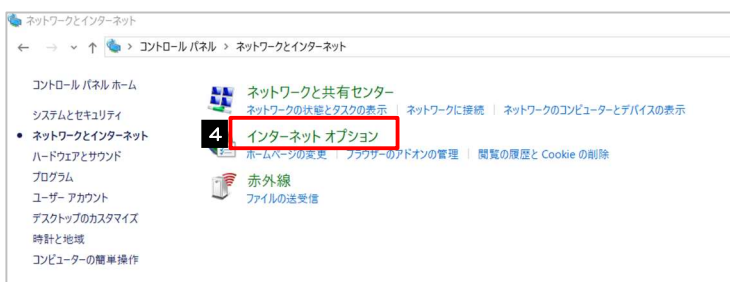 ネットワークとインターネット
コントロール パネル > ネットワークとインターネット
コントロール パネル ホーム
システムとセキュリティ
ネットワークとインターネット
ハードウェアとサウンド
プログラム
ユーザー アカウント
デスクトップのカスタマイズ
時計と地域
コンピューターの簡単操作
ネットワークと共有センター
ネットワークの状態とタスクの表示 | ネットワークに接続 | ネットワークのコンピューターとデバイスの表示
4 インターネット オプション
ホームページの変更 | ブラウザーのアドオンの管理 | 閲覧の履歴と Cookie の削除
赤外線
ファイルの送受信